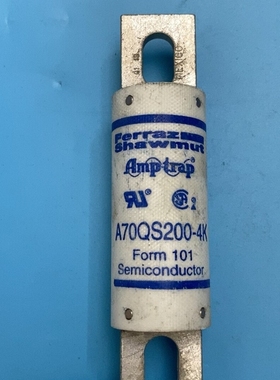 Ferraz
Shawmut
Amp-trap
A70QS200-4K
Form 101
Semiconductor